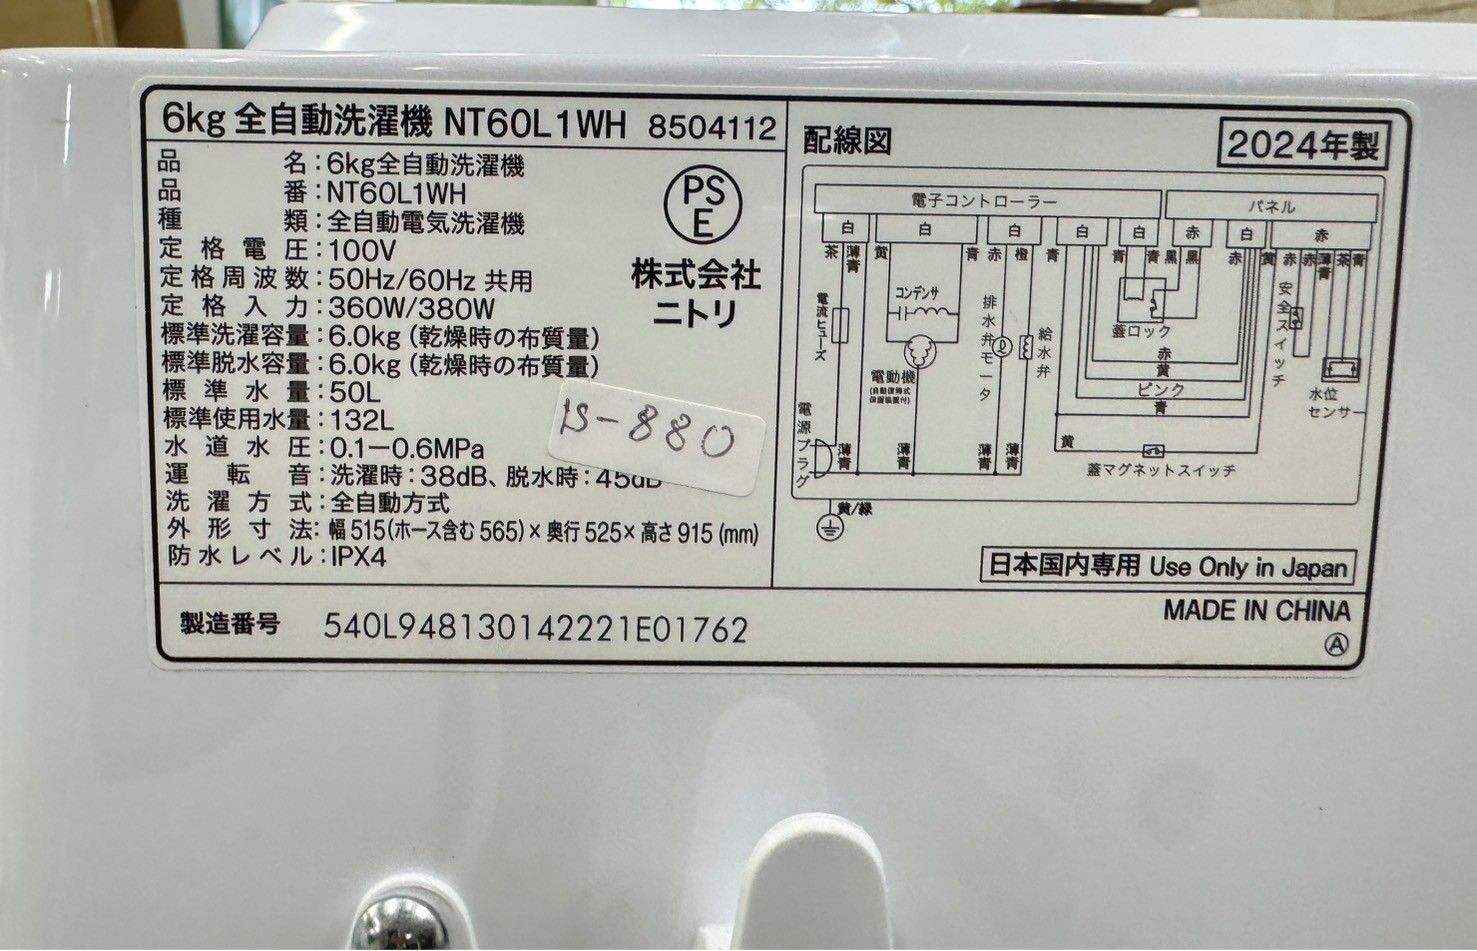 6kg 全自動洗濯機 NT60L1WH 8504112
品名：6kg全自動洗濯機
品番：NT60L1WH
種類：全自動電気洗濯機
定格電圧：100V
定格周波数：50Hz/60Hz 共用
定格入力：360W/380W
標準洗濯容量：6.0kg (乾燥時の布質量)
標準脱水容量：6.0kg (乾燥時の布質量)
標準水量：50L
標準使用水量：132L
水道水圧：0.1－0.6MPa
運転音：洗濯時：38dB、脱水時：45dB
洗濯方式：全自動方式
外形寸法：幅515(ホース含む565)×奥行525×高さ915 (mm)
防水レベル：IPX4
PS
E
株式会社
ニトリ
IS-880
製造番号 540L948130142221E01762
配線図
2024年製
電子コントローラー
パネル
白 白 白 白 白 赤 白 赤
茶 薄青 黄 青 赤 橙 青 青 青 黒 黒 赤 黄 赤 赤 薄青 茶 青
電流ヒューズ
コンデンサ
電動機
(自動復帰式
保護装置付)
排水弁モータ
給水弁
蓋ロック
安全スイッチ
水位
センサー
赤
黄
ピンク
青
黄
蓋マグネットスイッチ
電源プラグ
薄青 薄青 薄青 薄青
黄/緑
日本国内専用 Use Only in Japan
MADE IN CHINA
A